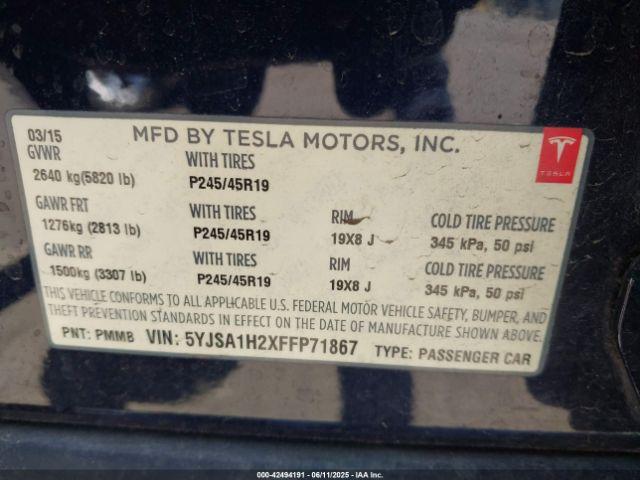 03/15 MFD BY TESLA MOTORS, INC.
TESLA
GVWR WITH TIRES
2640 kg(5820 lb) P245/45R19
GAWR FRT WITH TIRES RIM COLD TIRE PRESSURE
1276kg (2813 lb) P245/45R19 19X8 J 345 kPa, 50 psi
GAWR RR WITH TIRES RIM COLD TIRE PRESSURE
1500kg (3307 lb) P245/45R19 19X8 J 345 kPa, 50 psi
THIS VEHICLE CONFORMS TO ALL APPLICABLE U.S. FEDERAL MOTOR VEHICLE SAFETY, BUMPER, AND
THEFT PREVENTION STANDARDS IN EFFECT ON THE DATE OF MANUFACTURE SHOWN ABOVE.
PNT: PMMB VIN: 5YJSA1H2XFFP71867 TYPE: PASSENGER CAR
000-42494191 - 06/11/2025 - IAA Inc.